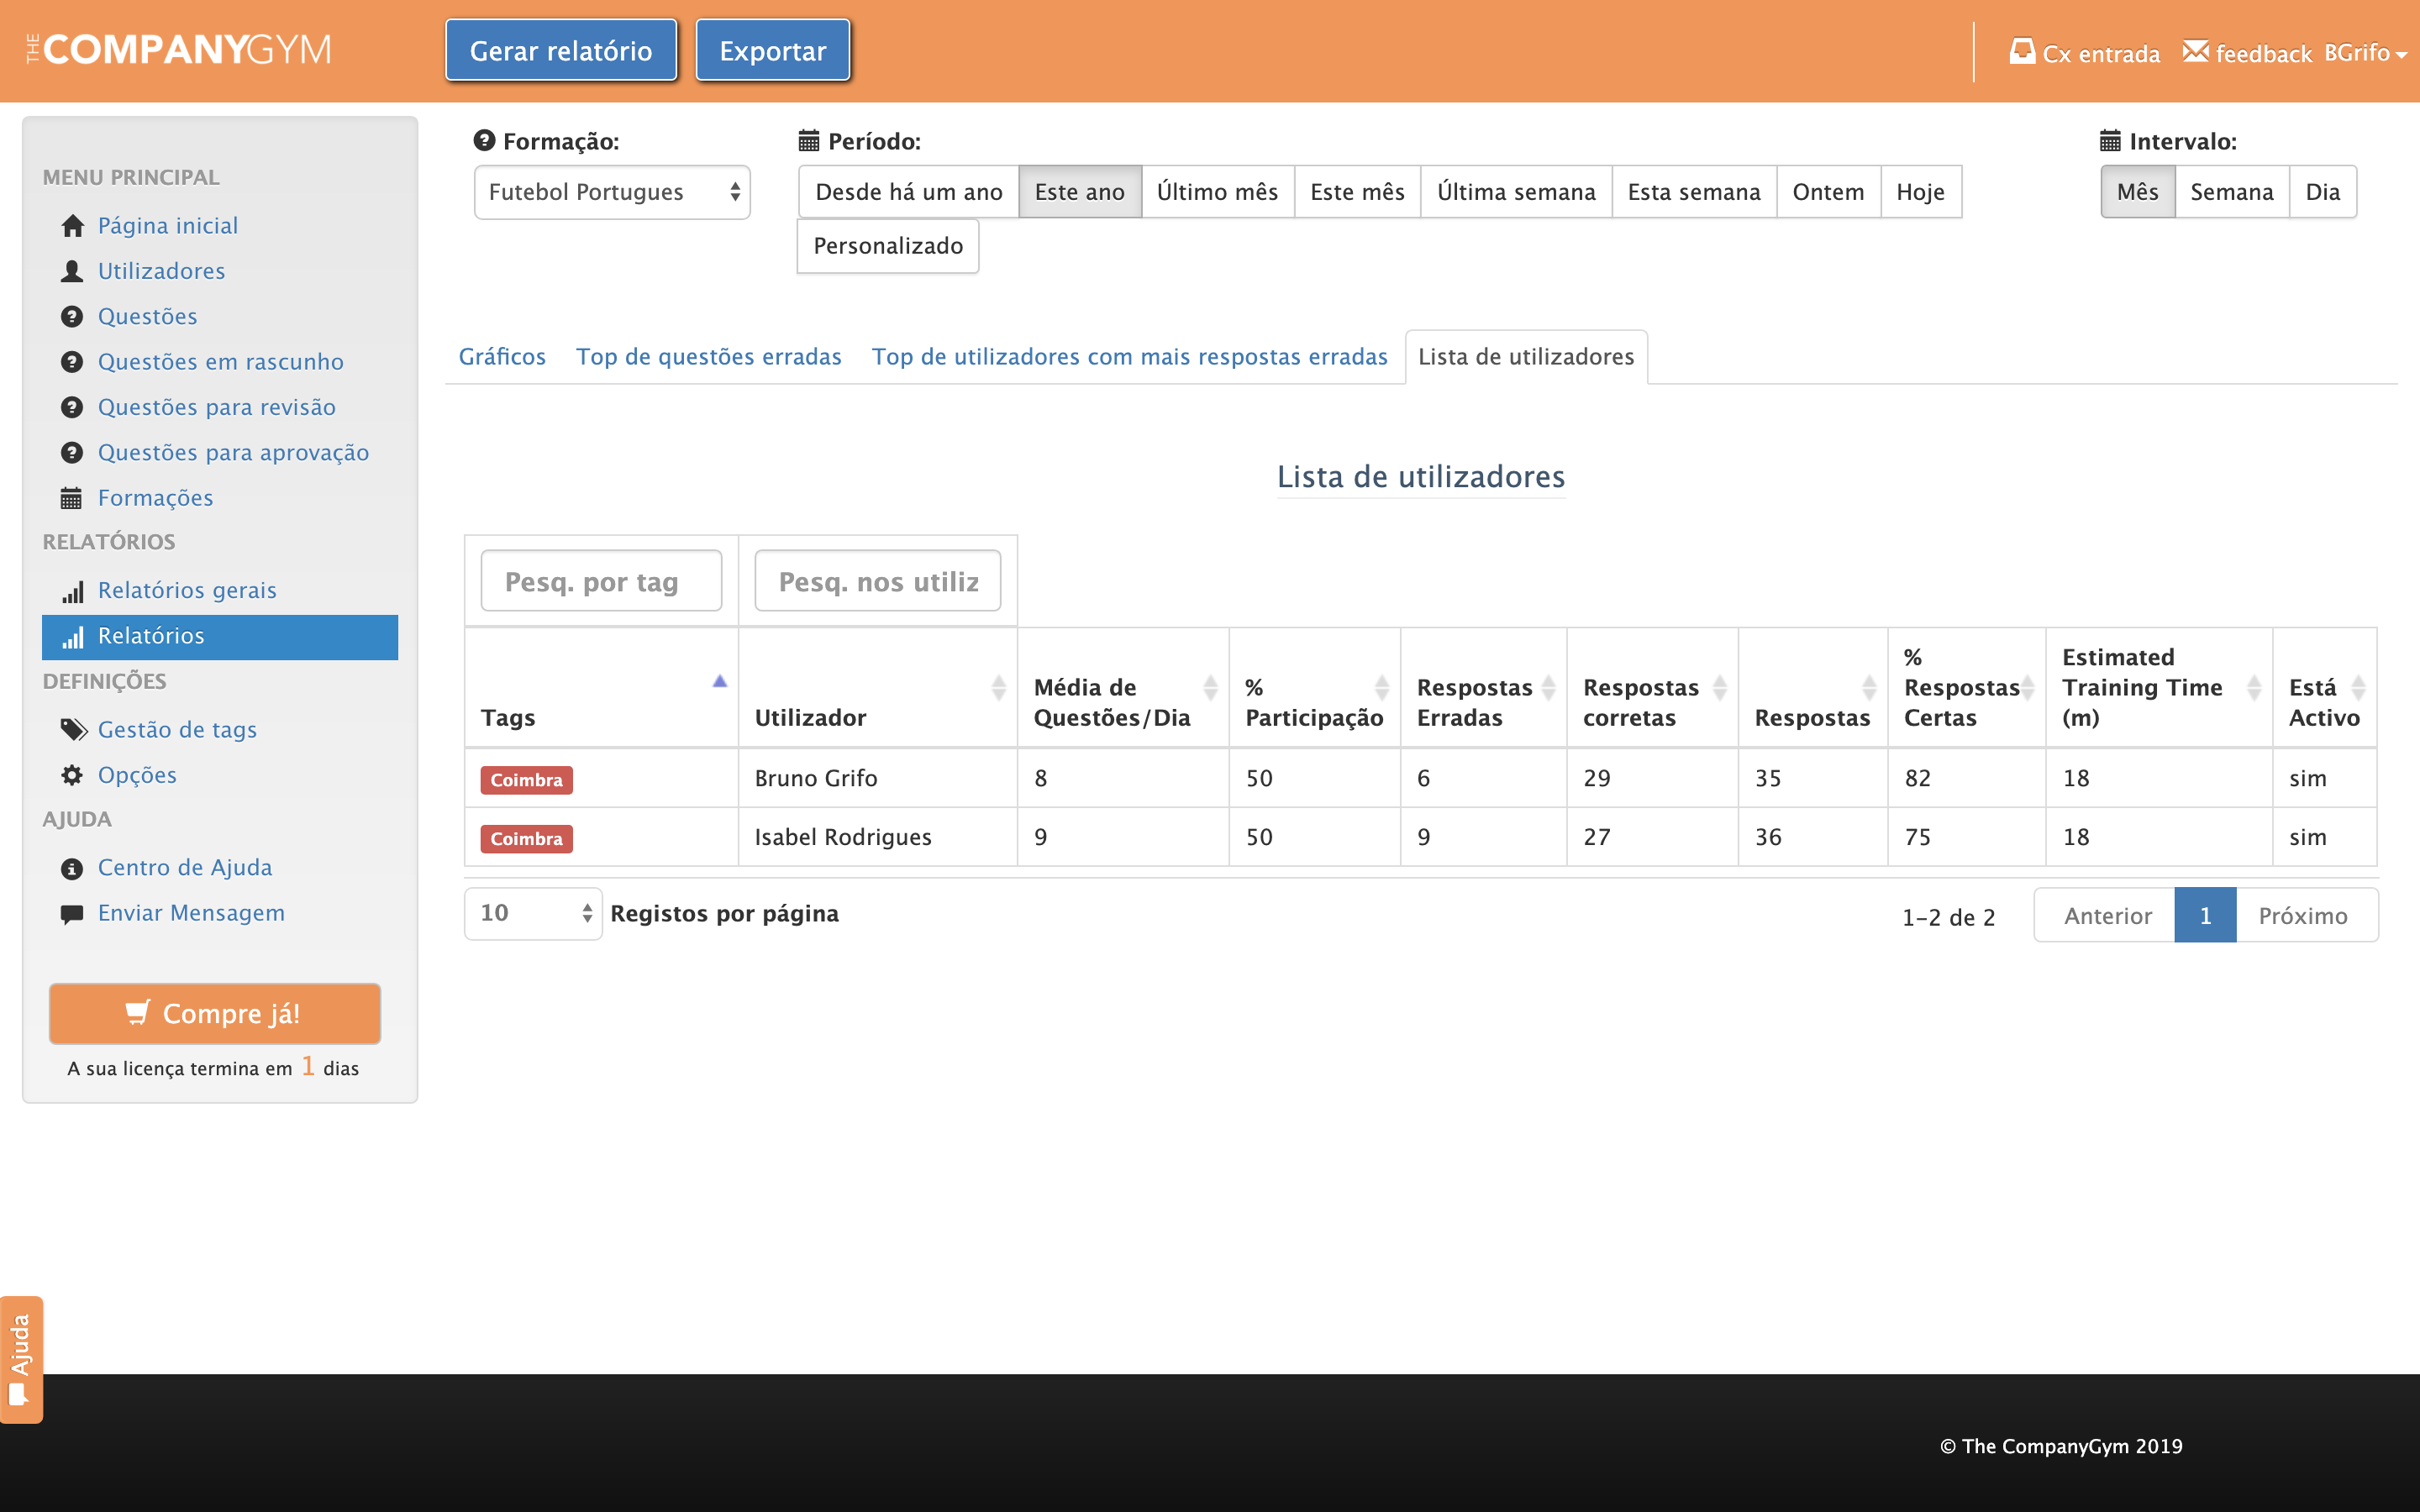 THE COMPANYGYM
Gerar relatório
Exportar
Cx entrada
feedback
BGrifo
MENU PRINCIPAL
Página inicial
Utilizadores
Questões
Questões em rascunho
Questões para revisão
Questões para aprovação
Formações
RELATÓRIOS
Relatórios gerais
Relatórios
DEFINIÇÕES
Gestão de tags
Opções
AJUDA
Centro de Ajuda
Enviar Mensagem
Compre já!
A sua licença termina em 1 dias
Formação:
Futebol Portugues
Período:
Desde há um ano
Este ano
Último mês
Este mês
Última semana
Esta semana
Ontem
Hoje
Personalizado
Intervalo:
Mês
Semana
Dia
Gráficos
Top de questões erradas
Top de utilizadores com mais respostas erradas
Lista de utilizadores
Lista de utilizadores
Pesq. por tag
Pesq. nos utiliz
Tags
Utilizador
Média de
Questões/Dia
%
Participação
Respostas
Erradas
Respostas
corretas
Respostas
%
Respostas
Certas
Estimated
Training Time
(m)
Está
Activo
Coimbra Bruno Grifo 8 50 6 29 35 82 18 sim
Coimbra Isabel Rodrigues 9 50 9 27 36 75 18 sim
10 Registos por página
1-2 de 2
Anterior
1
Próximo
Ajuda
© The CompanyGym 2019